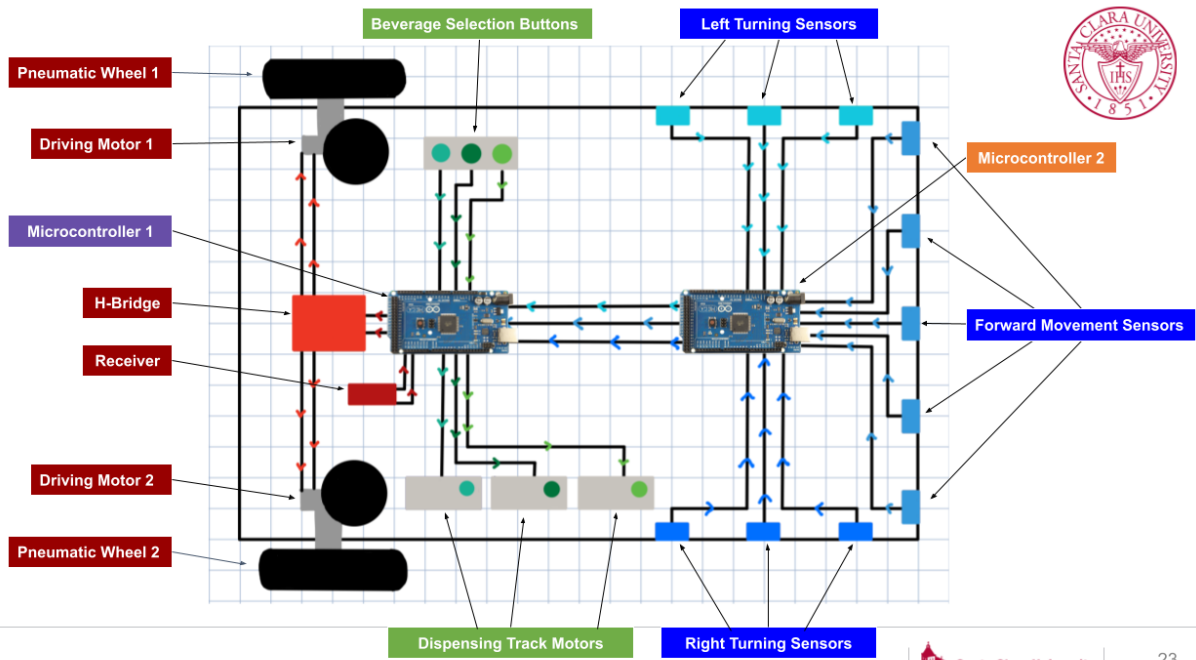 Beverage Selection Buttons
Left Turning Sensors
SANTA CLARA UNIVERSITY
IHS
• 1851 •
Pneumatic Wheel 1
Driving Motor 1
Microcontroller 2
Microcontroller 1
H-Bridge
Forward Movement Sensors
Receiver
Driving Motor 2
Pneumatic Wheel 2
Dispensing Track Motors
Right Turning Sensors
23